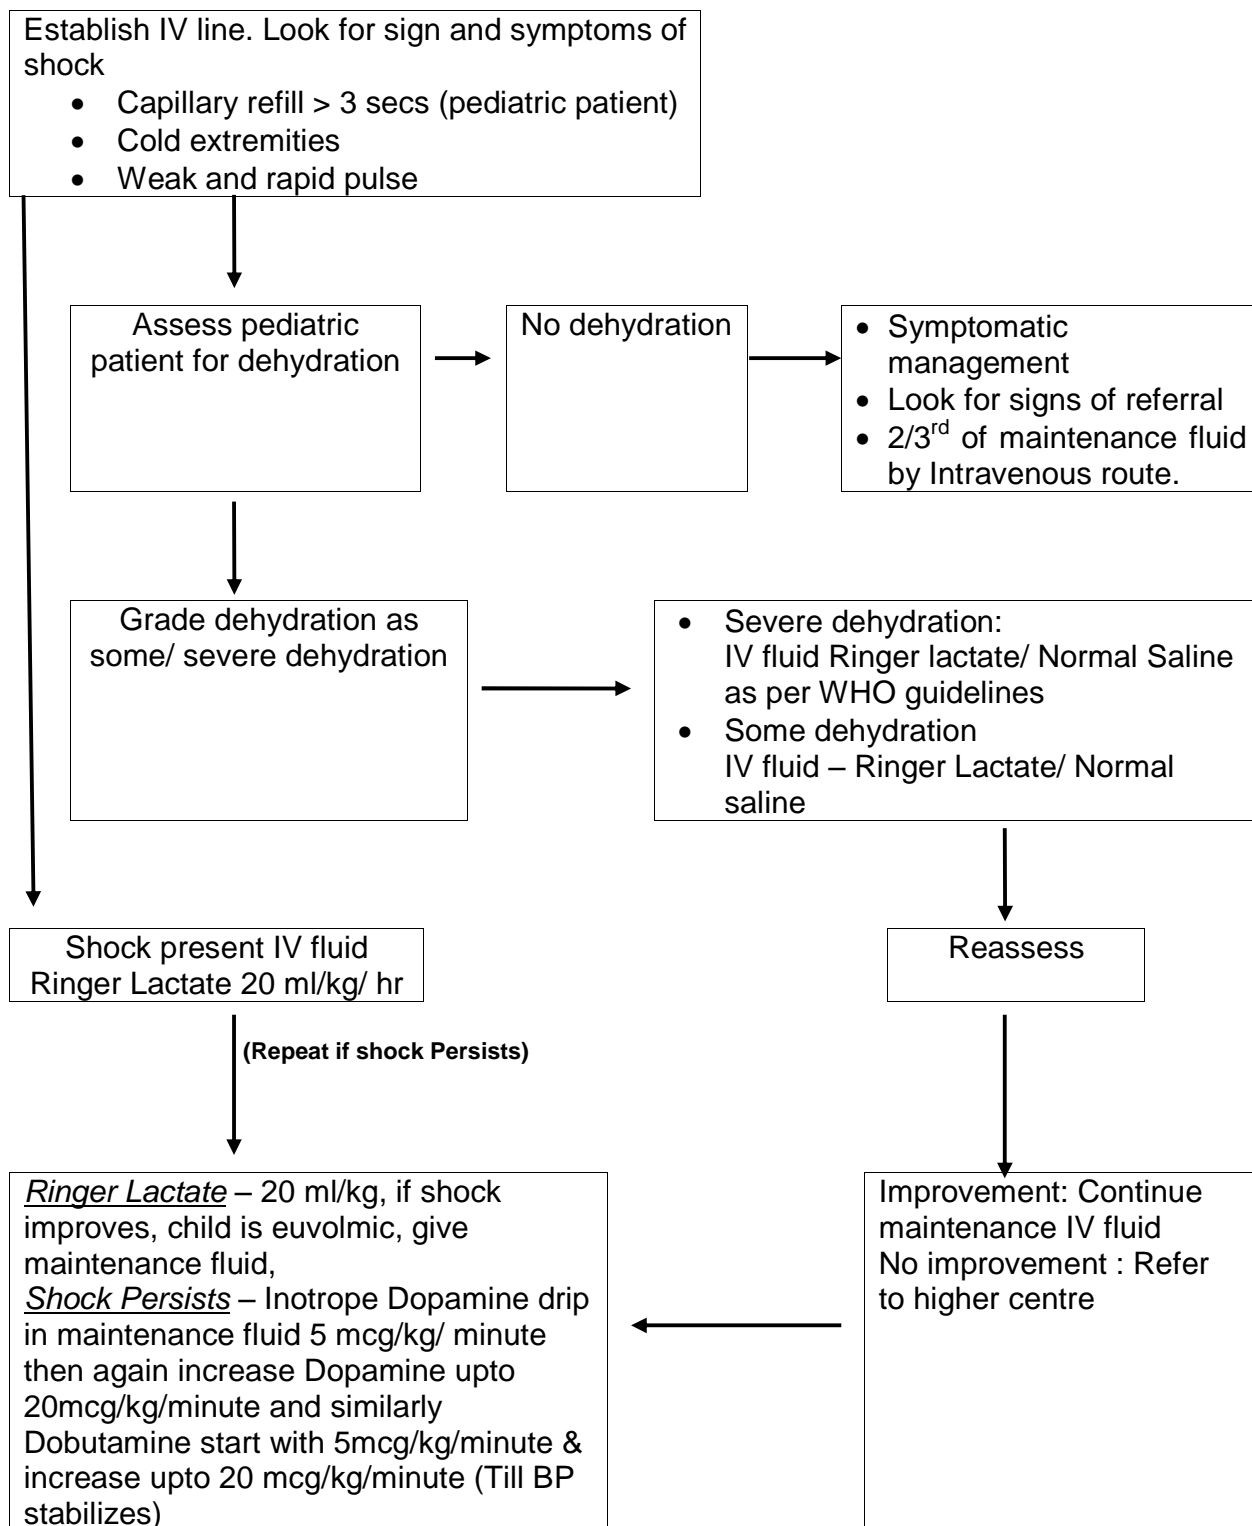 Establish IV line. Look for sign and symptoms of
shock
• Capillary refill > 3 secs (pediatric patient)
• Cold extremities
• Weak and rapid pulse
Assess pediatric
patient for dehydration
No dehydration
• Symptomatic
management
• Look for signs of referral
• 2/3rd of maintenance fluid
by Intravenous route.
Grade dehydration as
some/ severe dehydration
• Severe dehydration:
IV fluid Ringer lactate/ Normal Saline
as per WHO guidelines
• Some dehydration
IV fluid – Ringer Lactate/ Normal
saline
Shock present IV fluid
Ringer Lactate 20 ml/kg/ hr
Reassess
(Repeat if shock Persists)
Ringer Lactate – 20 ml/kg, if shock
improves, child is euvolmic, give
maintenance fluid,
Shock Persists – Inotrope Dopamine drip
in maintenance fluid 5 mcg/kg/ minute
then again increase Dopamine upto
20mcg/kg/minute and similarly
Dobutamine start with 5mcg/kg/minute &
increase upto 20 mcg/kg/minute (Till BP
stabilizes)
Improvement: Continue
maintenance IV fluid
No improvement : Refer
to higher centre